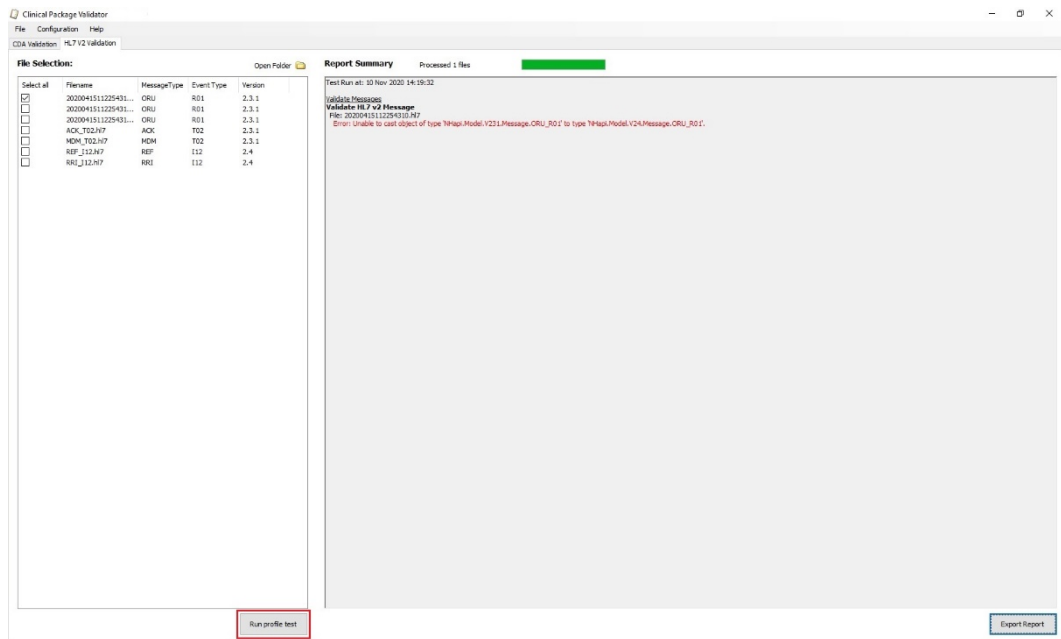 Clinical Package Validator
File Configuration Help
CDA Validation HL7 V2 Validation
File Selection: Open Folder
Select all Filename MessageType Event Type Version
2020041511225431... ORU R01 2.3.1
2020041511225431... ORU R01 2.3.1
2020041511225431... ORU R01 2.3.1
ACK_T02.hl7 ACK T02 2.3.1
MDM_T02.hl7 MDM T02 2.3.1
REF_I12.hl7 REF I12 2.4
RRI_I12.hl7 RRI I12 2.4
Run profile test
Report Summary Processed 1 files
Test Run at: 10 Nov 2020 14:19:32
Validate Messages
Validate HL7 v2 Message
File: 20200415112254310.hl7
Error: Unable to cast object of type 'NHapi.Model.V231.Message.ORU_R01' to type 'NHapi.Model.V24.Message.ORU_R01'.
Export Report